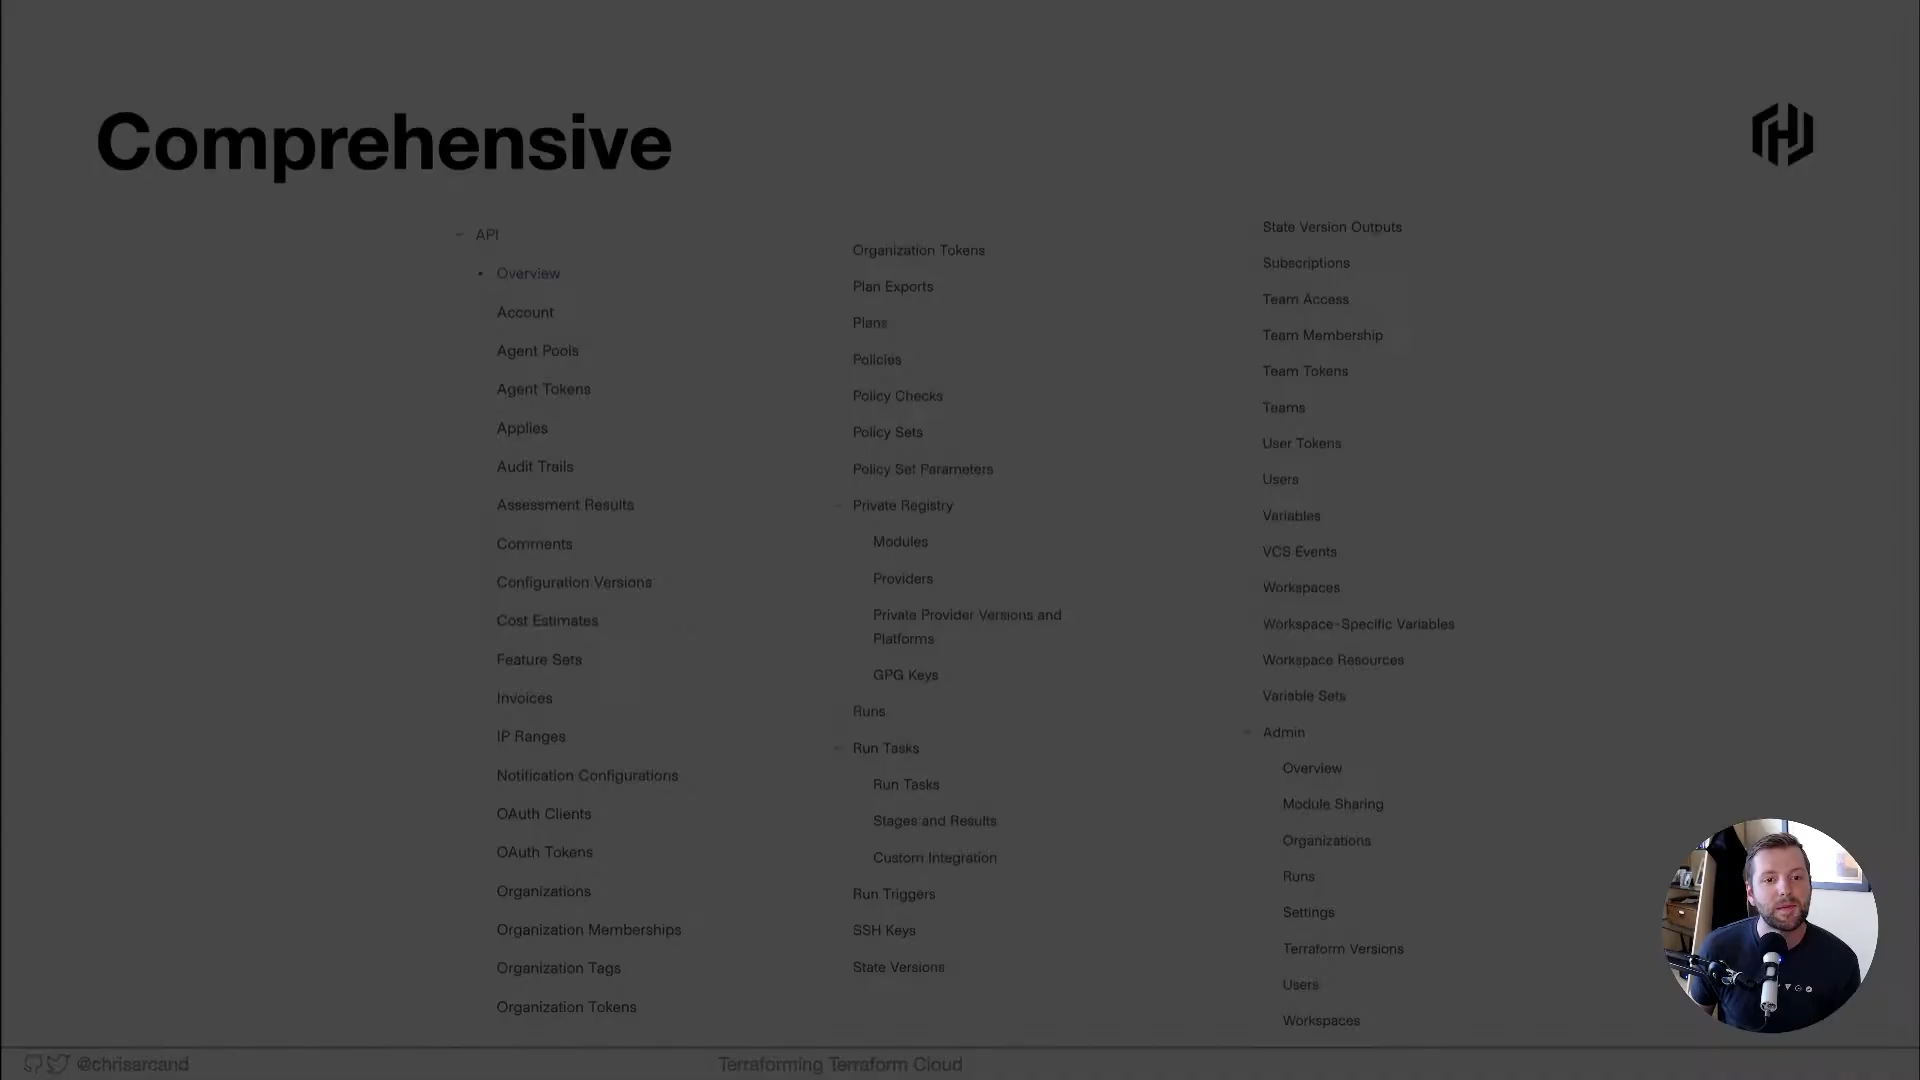 Comprehensive
API
Overview
Account
Agent Pools
Agent Tokens
Applies
Audit Trails
Assessment Results
Comments
Configuration Versions
Cost Estimates
Feature Sets
Invoices
IP Ranges
Notification Configurations
OAuth Clients
OAuth Tokens
Organizations
Organization Memberships
Organization Tags
Organization Tokens
Organization Tokens
Plan Exports
Plans
Policies
Policy Checks
Policy Sets
Policy Set Parameters
Private Registry
Modules
Providers
Private Provider Versions and
Platforms
GPG Keys
Runs
Run Tasks
Run Tasks
Stages and Results
Custom Integration
Run Triggers
SSH Keys
State Versions
State Version Outputs
Subscriptions
Team Access
Team Membership
Team Tokens
Teams
User Tokens
Users
Variables
VCS Events
Workspaces
Workspace-Specific Variables
Workspace Resources
Variable Sets
Admin
Overview
Module Sharing
Organizations
Runs
Settings
Terraform Versions
Users
Workspaces
@chrisarcand
Terraforming Terraform Cloud